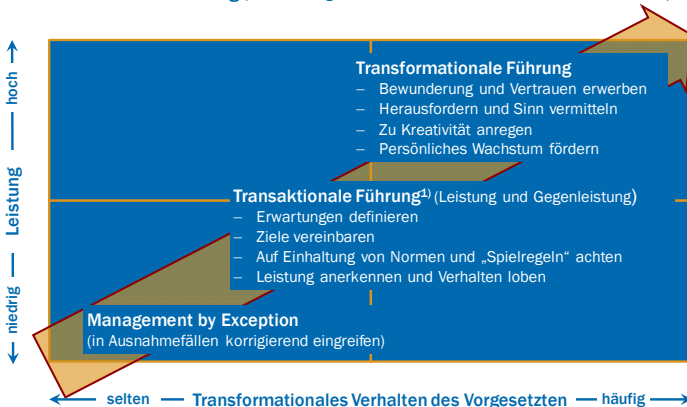 Transformationale Führung
– Bewunderung und Vertrauen erwerben
– Herausfordern und Sinn vermitteln
– Zu Kreativität anregen
– Persönliches Wachstum fördern
Transaktionale Führung¹⁾ (Leistung und Gegenleistung)
– Erwartungen definieren
– Ziele vereinbaren
– Auf Einhaltung von Normen und „Spielregeln“ achten
– Leistung anerkennen und Verhalten loben
Management by Exception
(in Ausnahmefällen korrigierend eingreifen)
hoch
Leistung
niedrig
selten
Transformationales Verhalten des Vorgesetzten
häufig